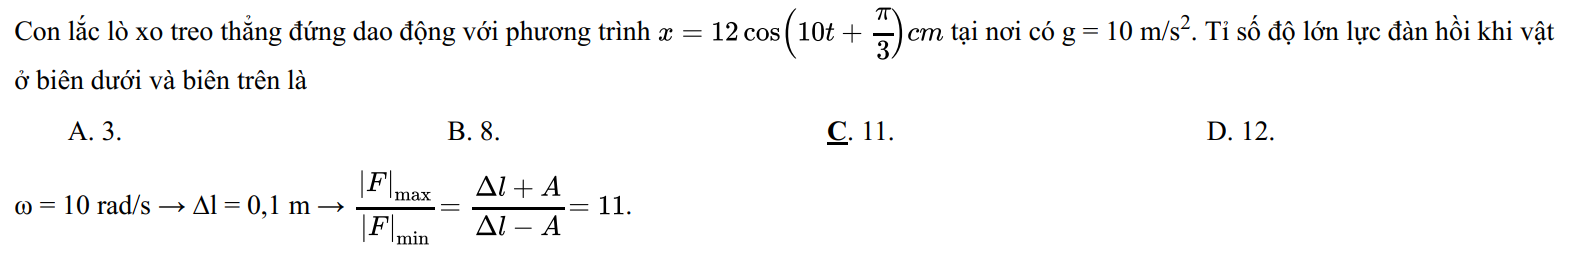 Con lắc lò xo treo thẳng đứng dao động với phương trình x = 12 cos(10t + π/3) cm tại nơi có g = 10 m/s². Tỉ số độ lớn lực đàn hồi khi vật
ở biên dưới và biên trên là
A. 3. B. 8. C. 11. D. 12.
ω = 10 rad/s → Δl = 0,1 m → |F|max / |F|min = (Δl + A) / (Δl − A) = 11.